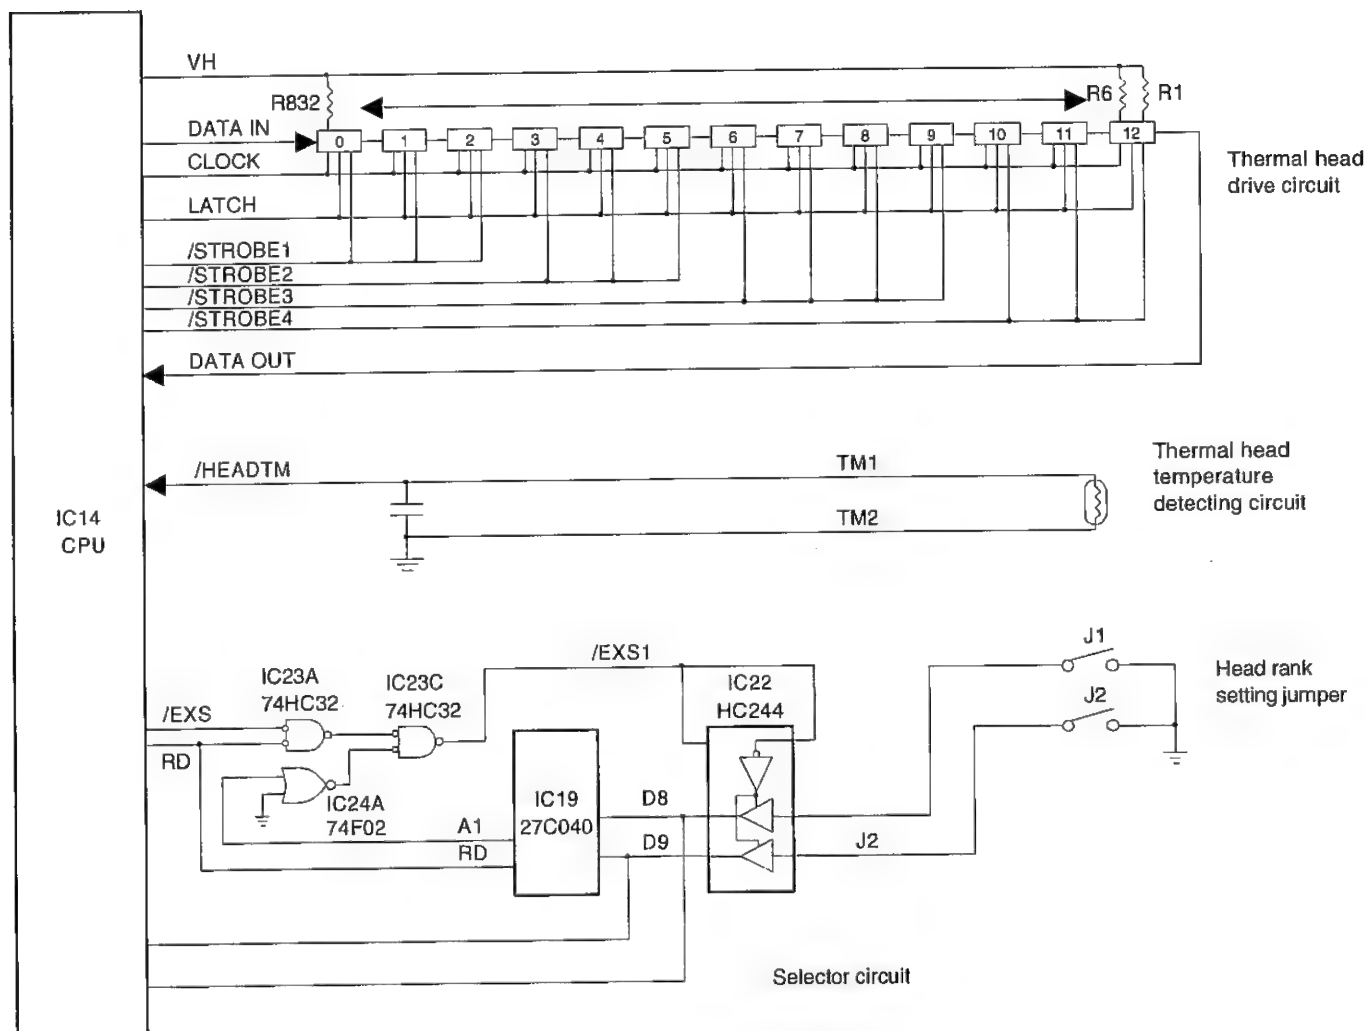 VH
R832
R6
R1
DATA IN
0
1
2
3
4
5
6
7
8
9
10
11
12
CLOCK
Thermal head
drive circuit
LATCH
/STROBE1
/STROBE2
/STROBE3
/STROBE4
DATA OUT
Thermal head
temperature
detecting circuit
/HEADTM
TM1
TM2
IC14
CPU
J1
/EXS1
Head rank
setting jumper
IC23A
74HC32
IC23C
74HC32
IC22
HC244
J2
/EXS
RD
IC24A
74F02
IC19
27C040
A1
RD
D8
D9
J2
Selector circuit